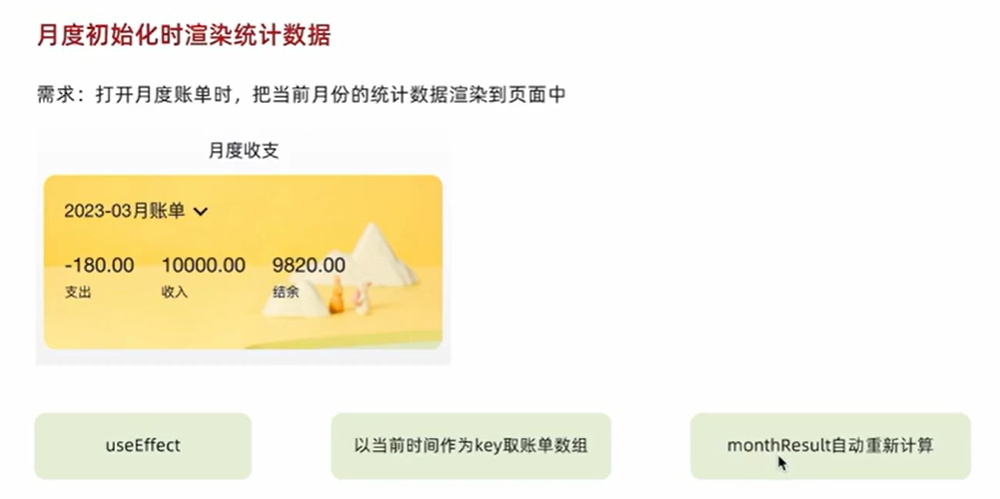 月度初始化时渲染统计数据
需求：打开月度账单时，把当前月份的统计数据渲染到页面中
月度收支
2023-03月账单
-180.00 10000.00 9820.00
支出 收入 结余
useEffect
以当前时间作为key取账单数组
monthResult自动重新计算